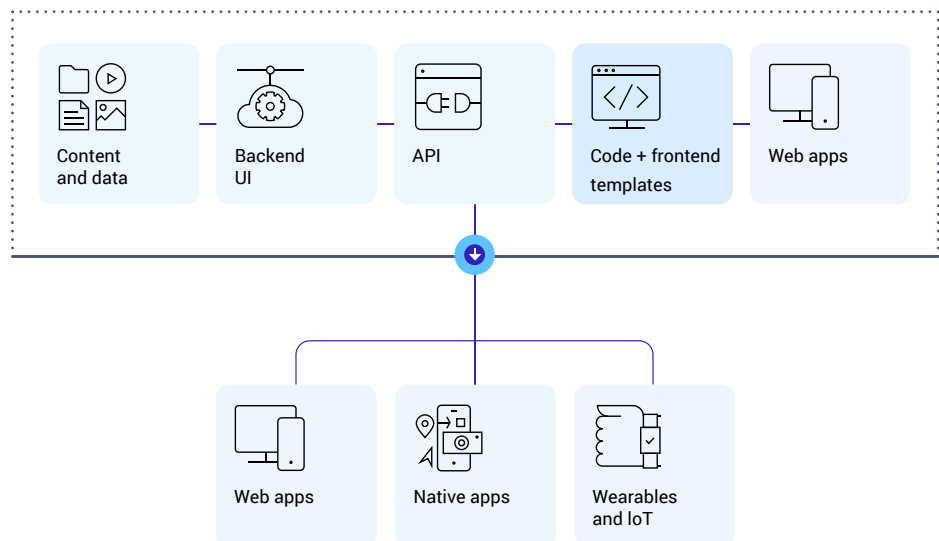 Content
and data
Backend
UI
API
Code + frontend
templates
Web apps
Web apps
Native apps
Wearables
and IoT